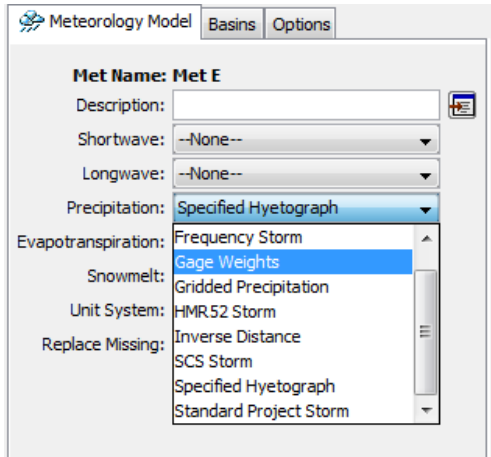 Meteorology Model Basins Options
Met Name: Met E
Description:
Shortwave: --None--
Longwave: --None--
Precipitation: Specified Hyetograph
Evapotranspiration: Frequency Storm
Gage Weights
Snowmelt: Gridded Precipitation
Unit System: HMR52 Storm
Replace Missing: Inverse Distance
SCS Storm
Specified Hyetograph
Standard Project Storm